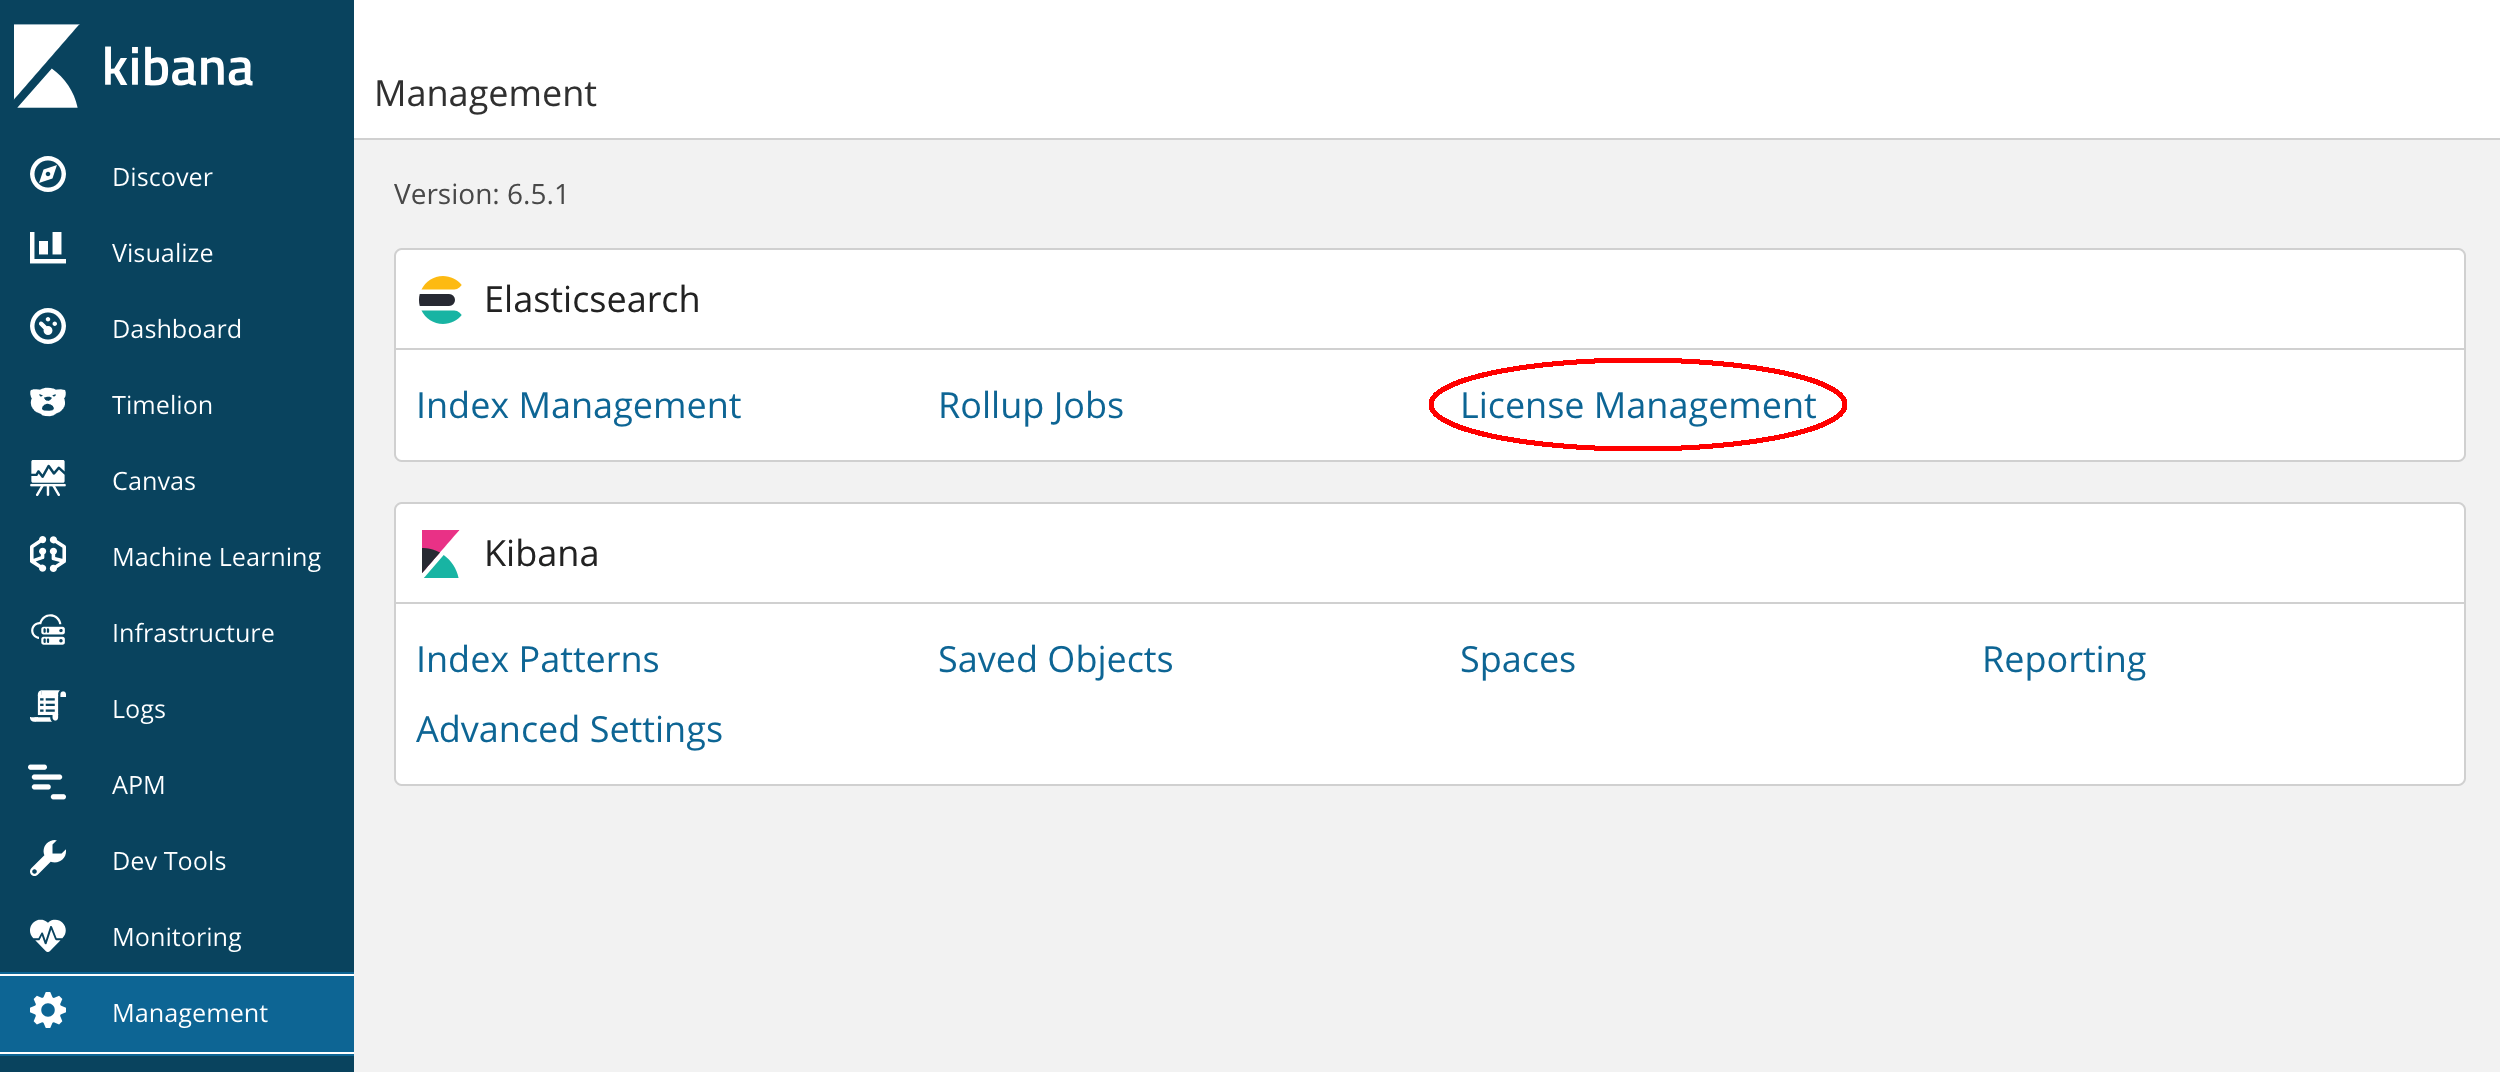 kibana
Discover
Visualize
Dashboard
Timelion
Canvas
Machine Learning
Infrastructure
Logs
APM
Dev Tools
Monitoring
Management
Management
Version: 6.5.1
Elasticsearch
Index Management Rollup Jobs License Management
Kibana
Index Patterns Saved Objects Spaces Reporting
Advanced Settings